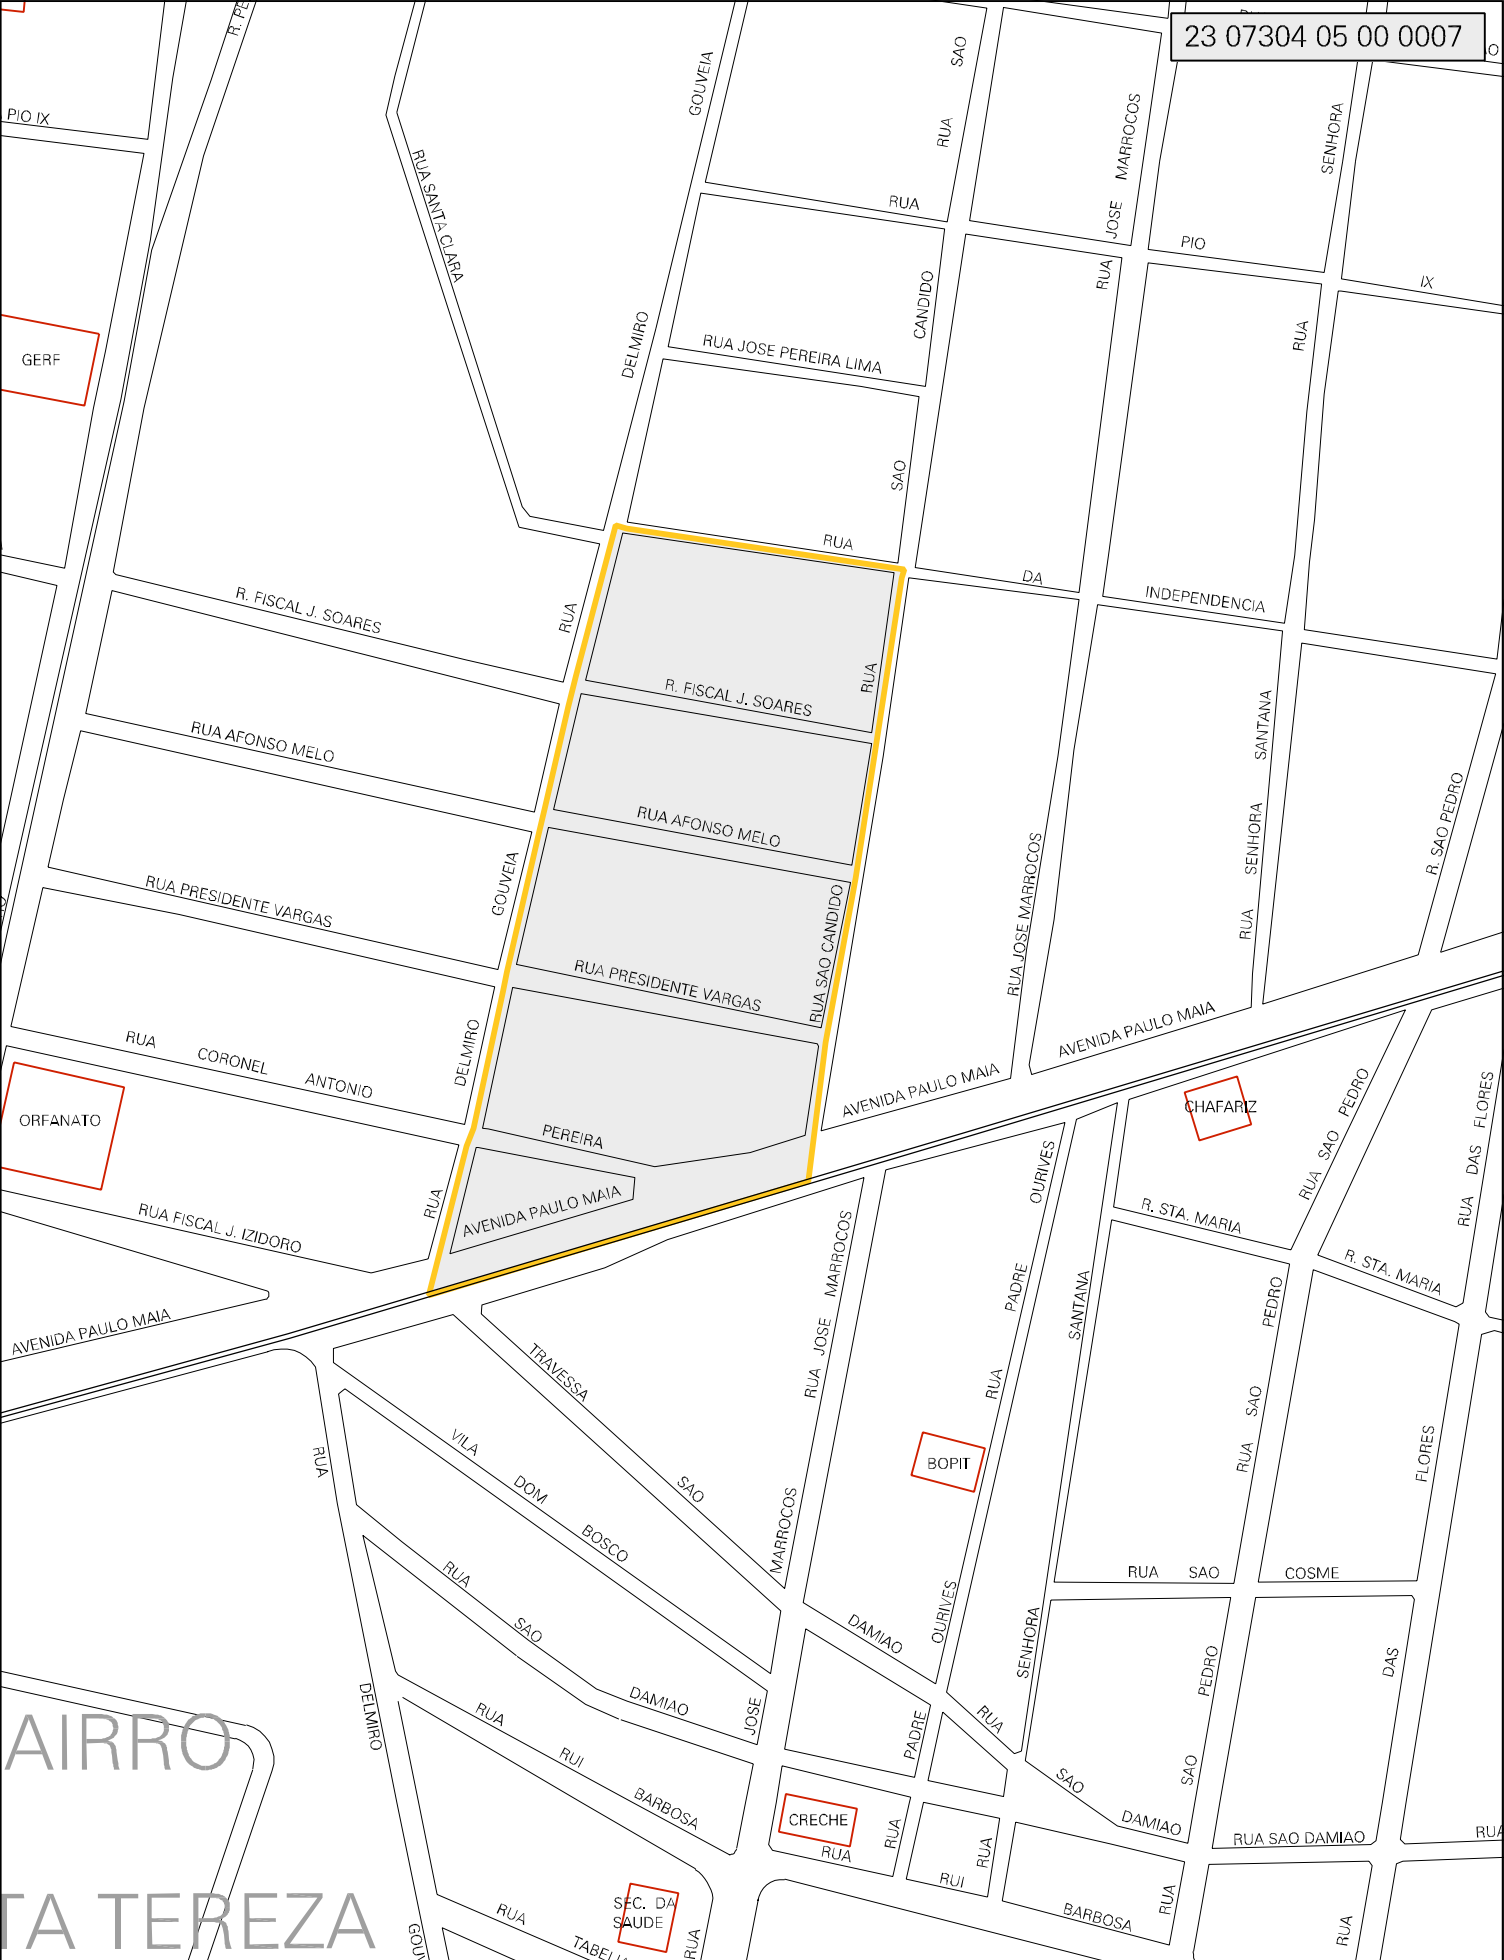 23 07304 05 00 0007
PIO IX
GOUVEIA
SAO
RUA
MARROCOS
JOSE
SENHORA
RUA SANTA CLARA
RUA
PIO
IX
RUA
CANDIDO
DELMIRO
RUA JOSE PEREIRA LIMA
RUA
GERF
SAO
RUA
DA
INDEPENDENCIA
R. FISCAL J. SOARES
RUA
RUA
R. FISCAL J. SOARES
SANTANA
RUA AFONSO MELO
RUA AFONSO MELO
SENHORA
R. SAO PEDRO
RUA PRESIDENTE VARGAS
GOUVEIA
RUA SAO CANDIDO
RUA JOSE MARROCOS
RUA
RUA PRESIDENTE VARGAS
RUA
CORONEL
ANTONIO
DELMIRO
AVENIDA PAULO MAIA
AVENIDA PAULO MAIA
ORFANATO
PEREIRA
CHAFARIZ
RUA SAO PEDRO
RUA DAS FLORES
RUA FISCAL J. IZIDORO
RUA
AVENIDA PAULO MAIA
OURIVES
R. STA. MARIA
R. STA. MARIA
MARROCOS
PADRE
SANTANA
PEDRO
AVENIDA PAULO MAIA
TRAVESSA
JOSE
RUA
RUA
SAO
VILA
DOM
BOSCO
SAO
RUA
BOPIT
RUA
FLORES
MARROCOS
RUA
SAO
COSME
RUA
SAO
DAMIAO
DAMIAO
OURIVES
SENHORA
PEDRO
DAS
DELMIRO
RUA
RUI
BARBOSA
JOSE
PADRE
RUA
SAO
DAMIAO
SAO
AIRRO
CRECHE
RUA
RUA
RUI
RUA
BARBOSA
RUA
RUA SAO DAMIAO
TA TEREZA
RUA
SEC. DA
SAUDE
RUA
RUA